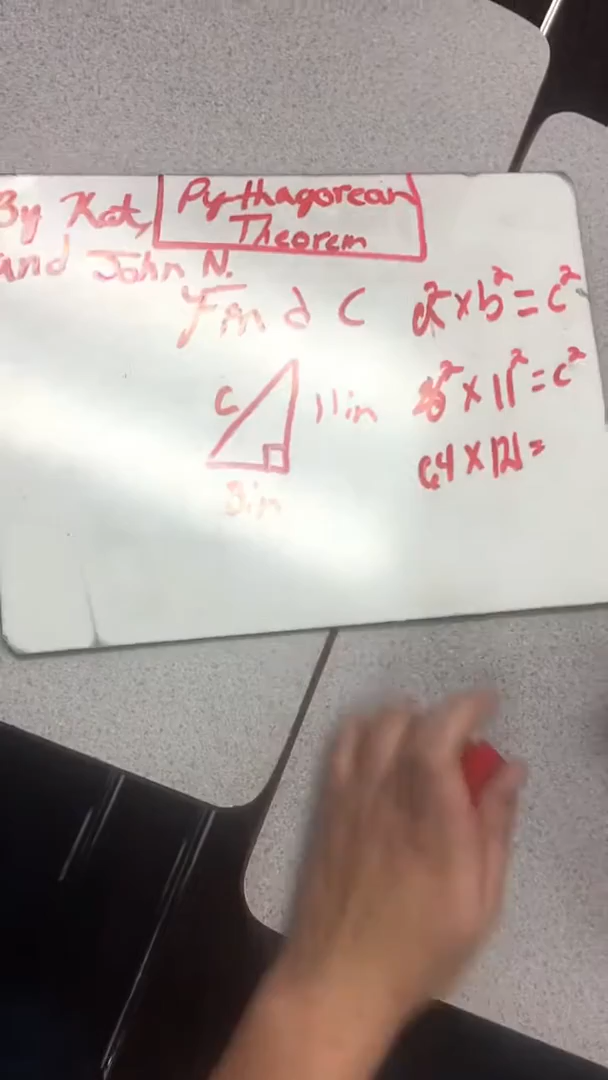 By Kat,
and John N.
Pythagorean
Theorem
Find C
C
11in
8in
a² x b² = c²
8² x 11² = c²
64 x 121 =